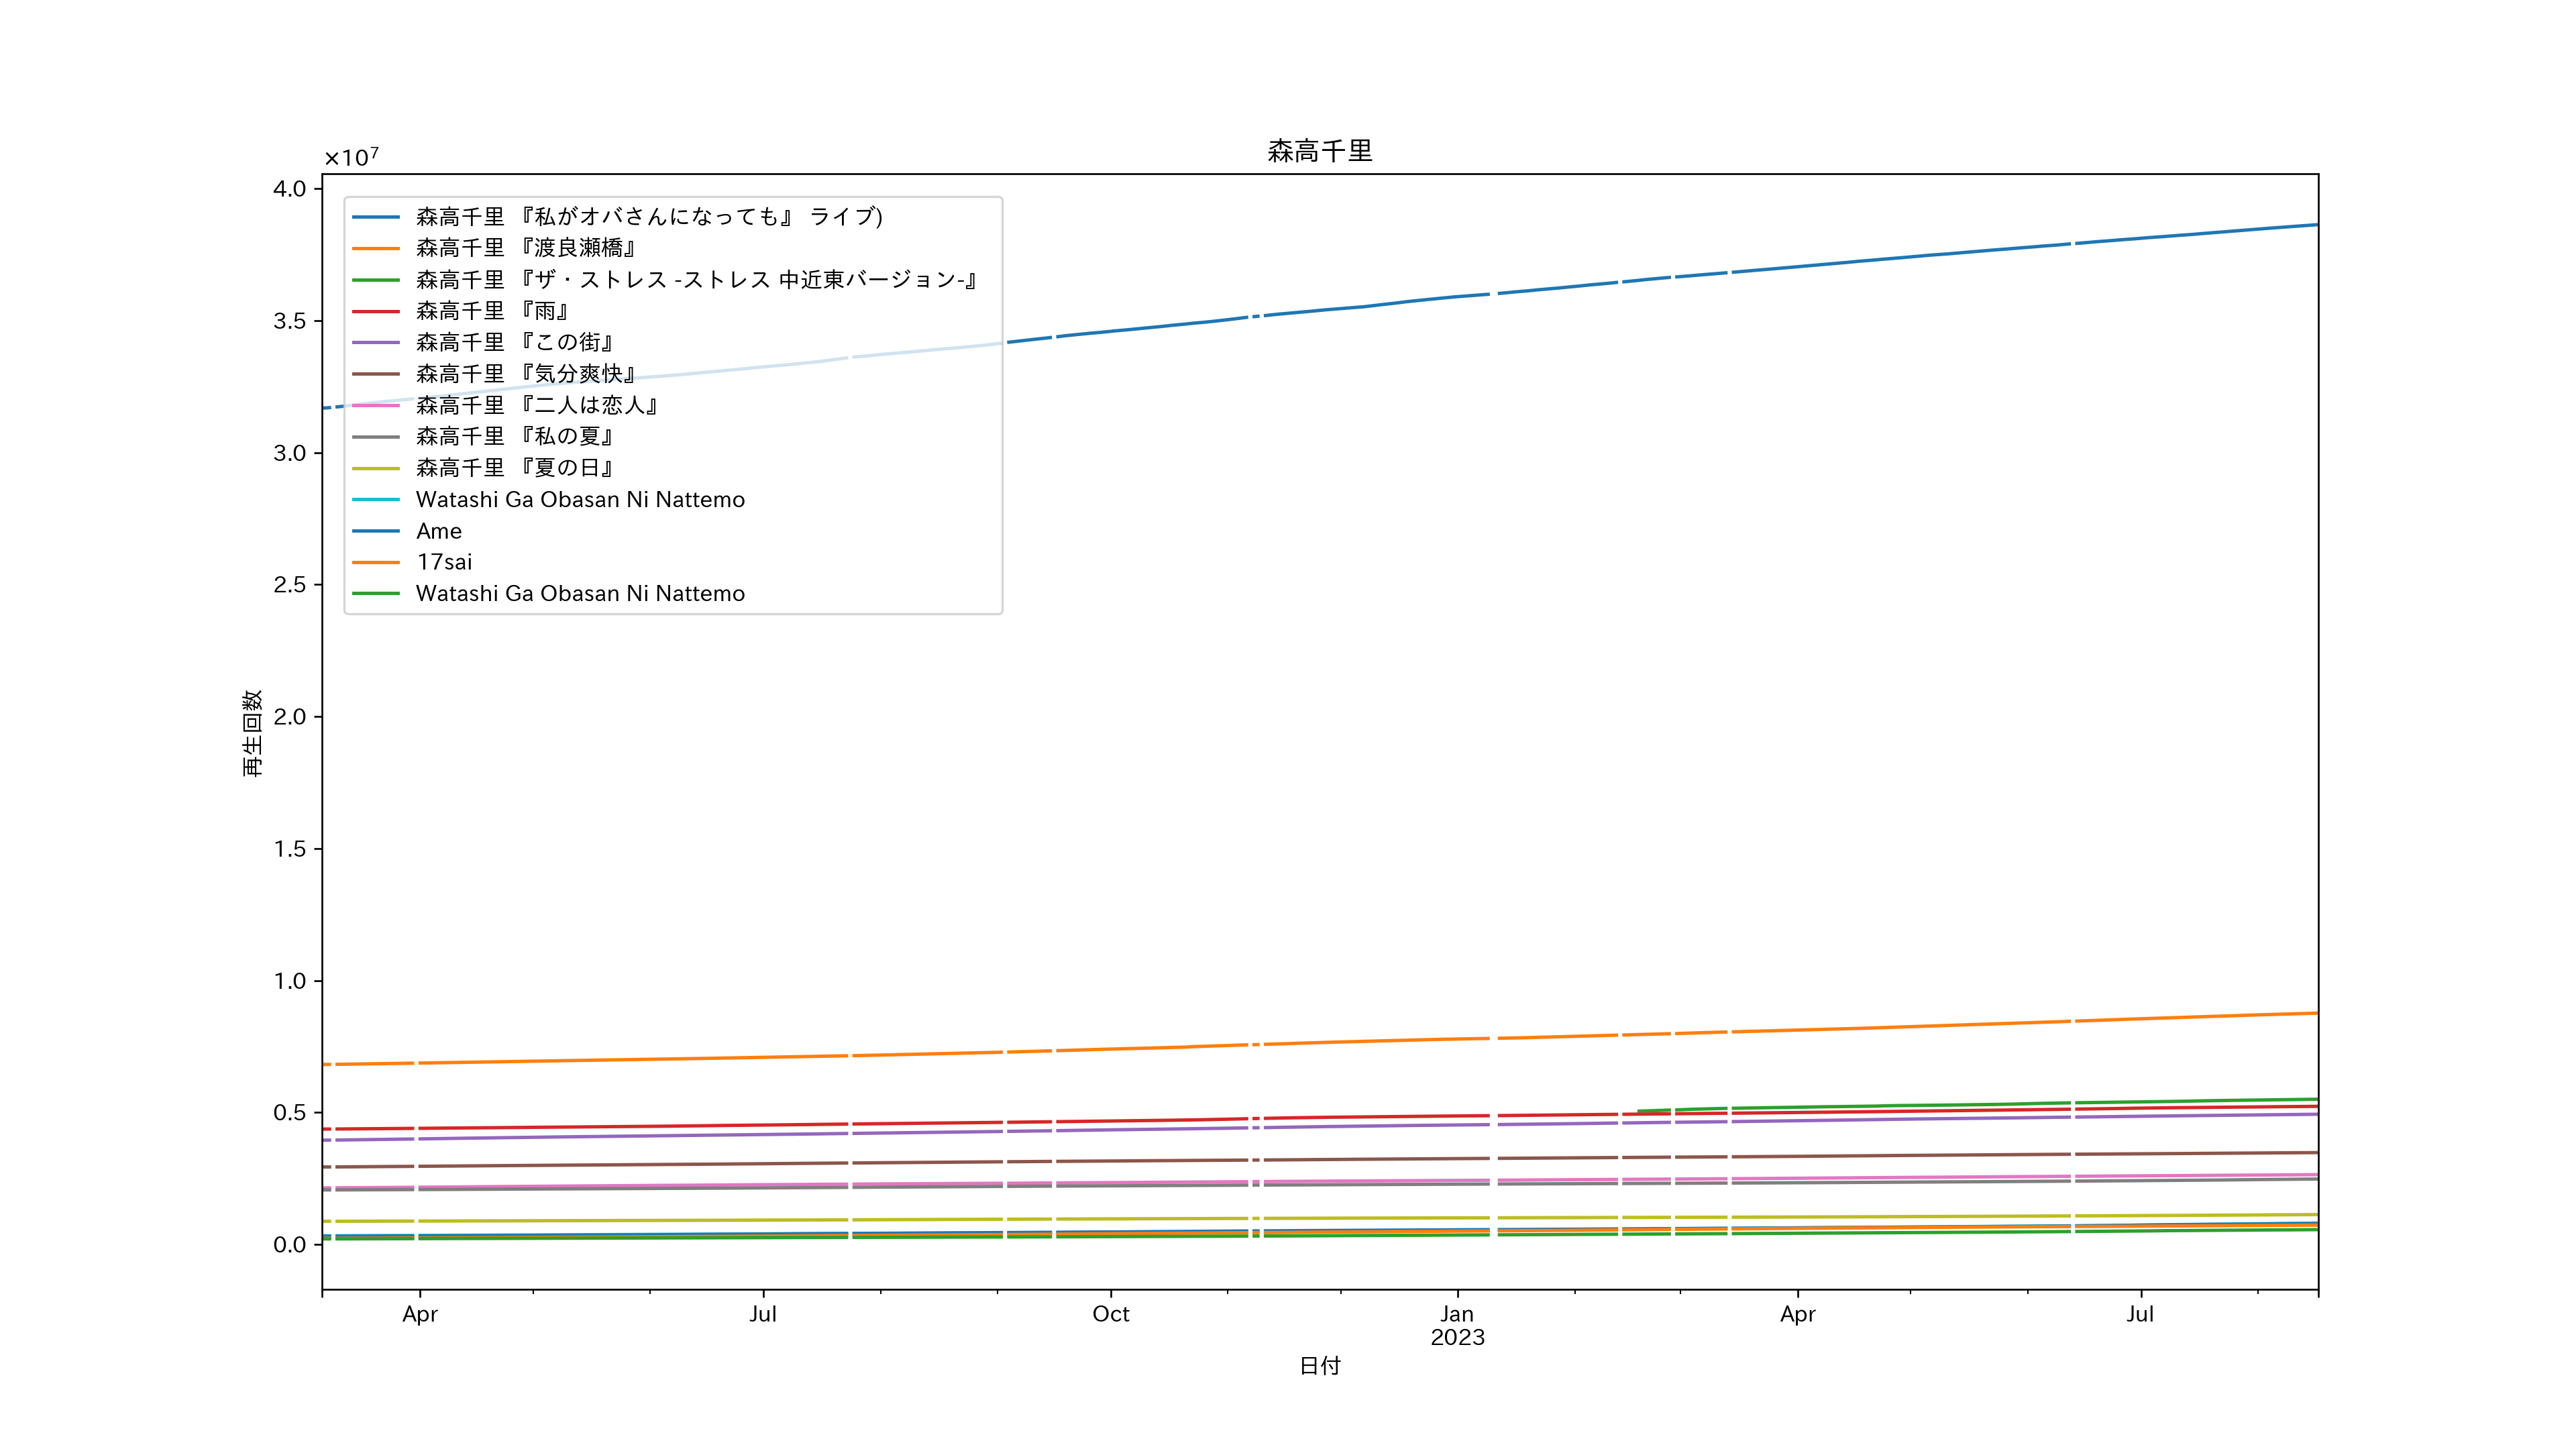 森高千里
×10⁷
4.0
3.5
3.0
2.5
2.0
1.5
1.0
0.5
0.0
再生回数
森高千里 『私がオバさんになっても』 ライブ)
森高千里 『渡良瀬橋』
森高千里 『ザ・ストレス -ストレス 中近東バージョン-』
森高千里 『雨』
森高千里 『この街』
森高千里 『気分爽快』
森高千里 『二人は恋人』
森高千里 『私の夏』
森高千里 『夏の日』
Watashi Ga Obasan Ni Nattemo
Ame
17sai
Watashi Ga Obasan Ni Nattemo
Apr Jul Oct Jan Apr Jul
2023
日付